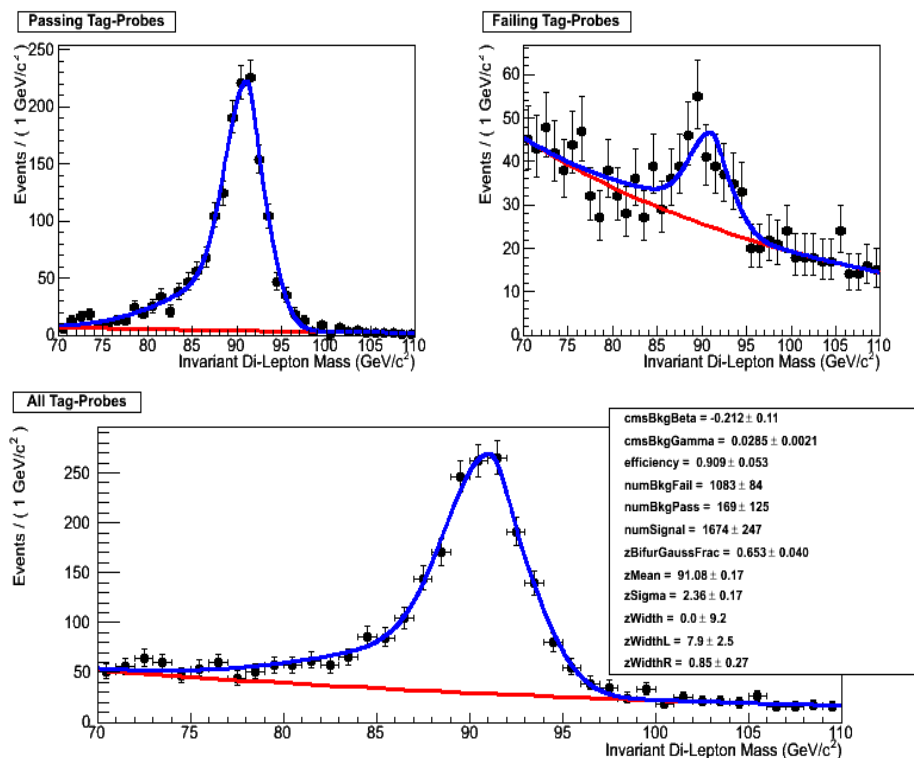 Passing Tag-Probes
Failing Tag-Probes
Events / ( 1 GeV/c²)
250
200
150
100
50
0
70 75 80 85 90 95 100 105 110
Invariant Di-Lepton Mass (GeV/c²)
Events / ( 1 GeV/c²)
60
50
40
30
20
10
0
70 75 80 85 90 95 100 105 110
Invariant Di-Lepton Mass (GeV/c²)
All Tag-Probes
Events / ( 1 GeV/c²)
250
200
150
100
50
0
70 75 80 85 90 95 100 105 110
Invariant Di-Lepton Mass (GeV/c²)
cmsBkgBeta = -0.212 ± 0.11
cmsBkgGamma = 0.0285 ± 0.0021
efficiency = 0.909 ± 0.053
numBkgFail = 1083 ± 84
numBkgPass = 169 ± 125
numSignal = 1674 ± 247
zBifurGaussFrac = 0.653 ± 0.040
zMean = 91.08 ± 0.17
zSigma = 2.36 ± 0.17
zWidth = 0.0 ± 9.2
zWidthL = 7.9 ± 2.5
zWidthR = 0.85 ± 0.27